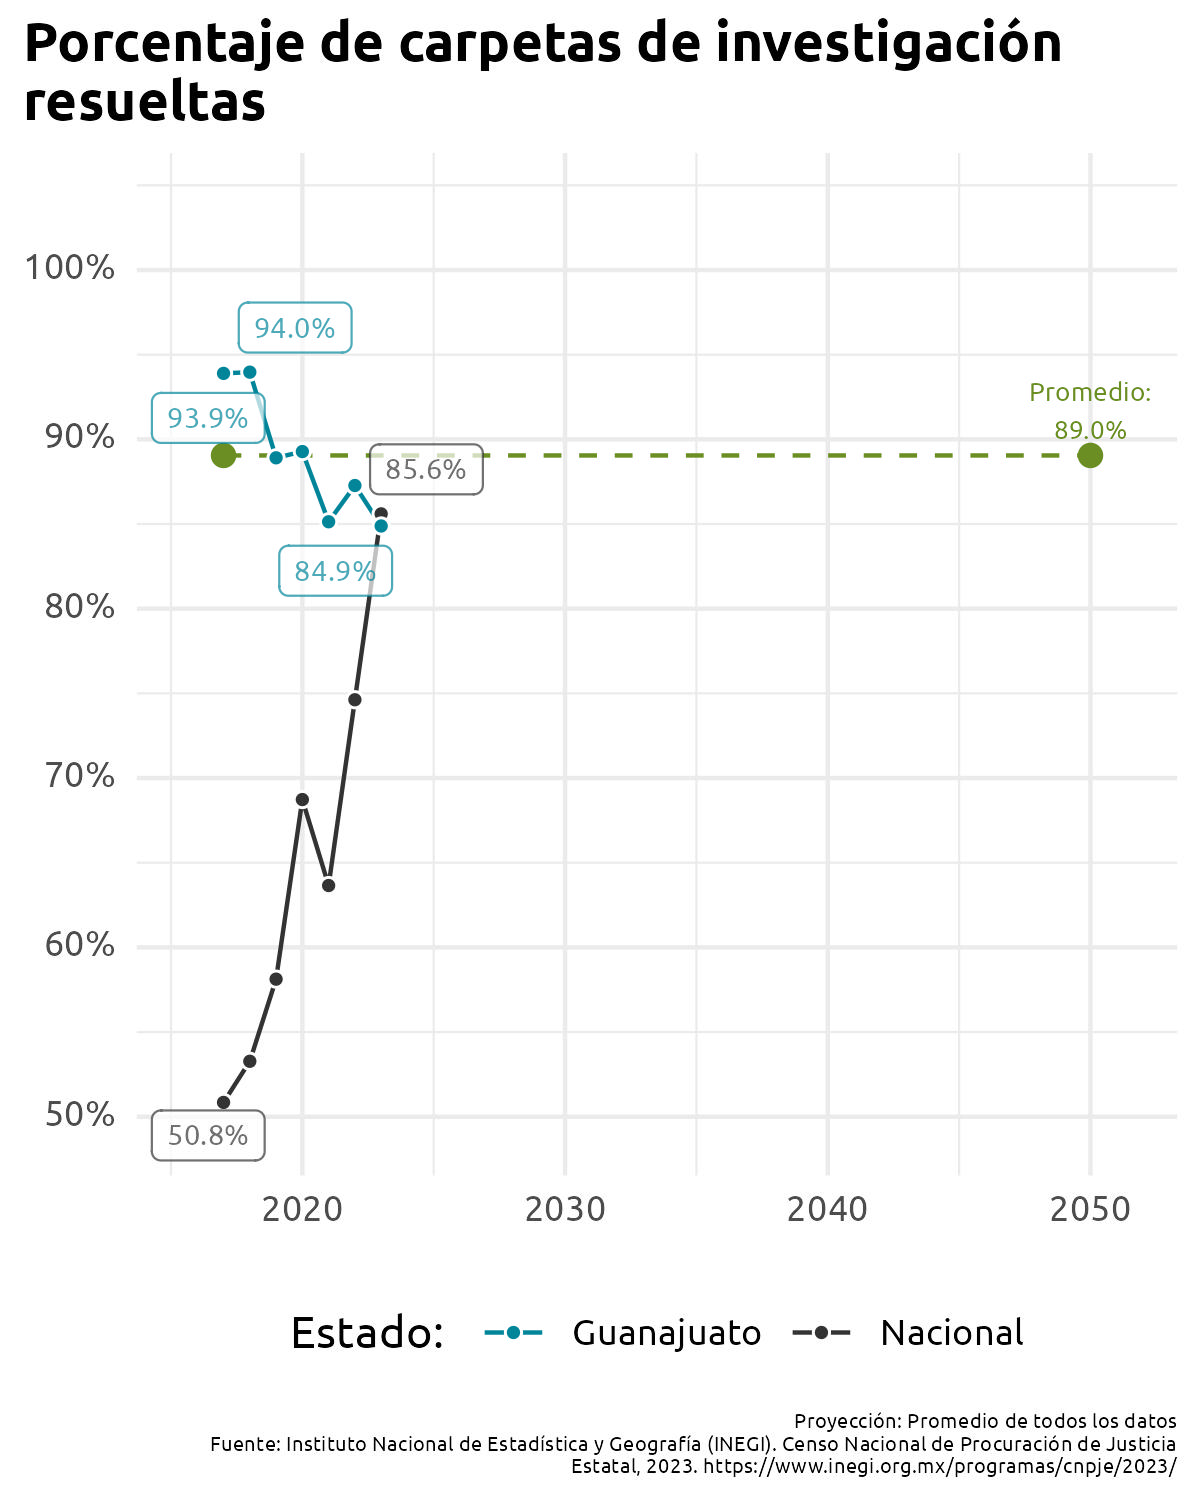 Porcentaje de carpetas de investigación
resueltas
100%
94.0%
Promedio:
93.9%
90%
89.0%
85.6%
84.9%
80%
70%
60%
50%
50.8%
2020
2030
2040
2050
Estado:
Guanajuato
Nacional
Proyección: Promedio de todos los datos
Fuente: Instituto Nacional de Estadística y Geografía (INEGI). Censo Nacional de Procuración de Justicia
Estatal, 2023. https://www.inegi.org.mx/programas/cnpje/2023/